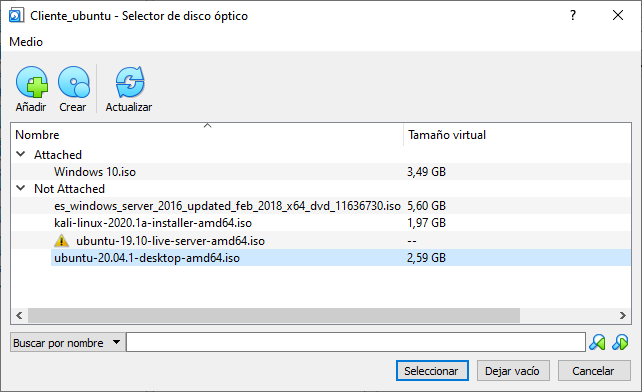 Cliente_ubuntu - Selector de disco óptico
Medio
Añadir Crear Actualizar
Nombre Tamaño virtual
Attached
Windows 10.iso 3,49 GB
Not Attached
es_windows_server_2016_updated_feb_2018_x64_dvd_11636730.iso 5,60 GB
kali-linux-2020.1a-installer-amd64.iso 1,97 GB
ubuntu-19.10-live-server-amd64.iso --
ubuntu-20.04.1-desktop-amd64.iso 2,59 GB
Buscar por nombre
Seleccionar Dejar vacío Cancelar